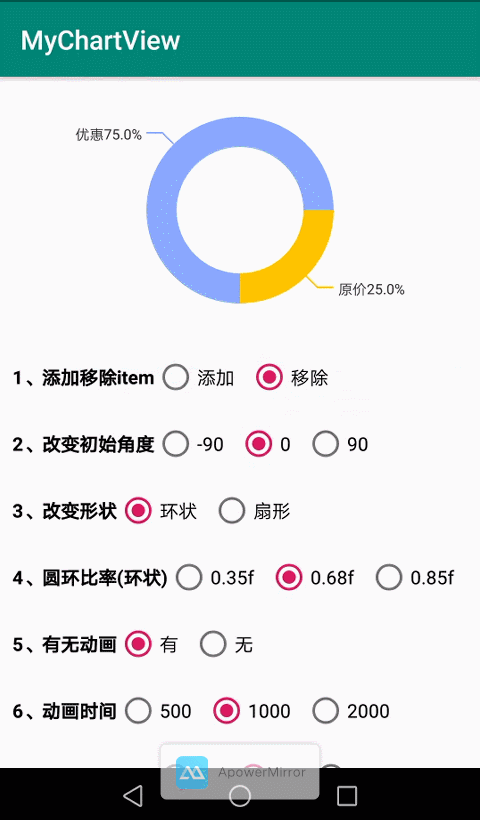 MyChartView
优惠75.0%
原价25.0%
1、添加移除item 添加 移除
2、改变初始角度 -90 0 90
3、改变形状 环状 扇形
4、圆环比率(环状) 0.35f 0.68f 0.85f
5、有无动画 有 无
6、动画时间 500 1000 2000
ApowerMirror